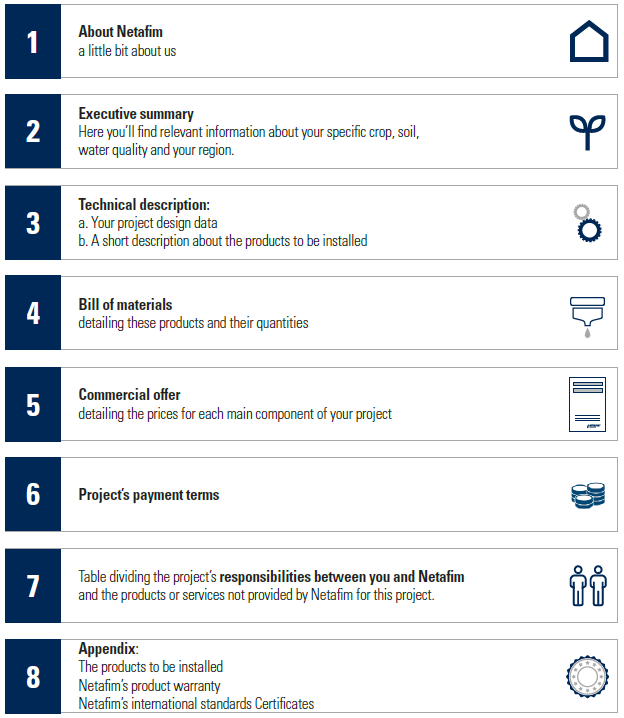 1
About Netafim
a little bit about us
2
Executive summary
Here you'll find relevant information about your specific crop, soil,
water quality and your region.
3
Technical description:
a. Your project design data
b. A short description about the products to be installed
4
Bill of materials
detailing these products and their quantities
5
Commercial offer
detailing the prices for each main component of your project
6
Project's payment terms
7
Table dividing the project's responsibilities between you and Netafim
and the products or services not provided by Netafim for this project.
8
Appendix:
The products to be installed
Netafim's product warranty
Netafim's international standards Certificates